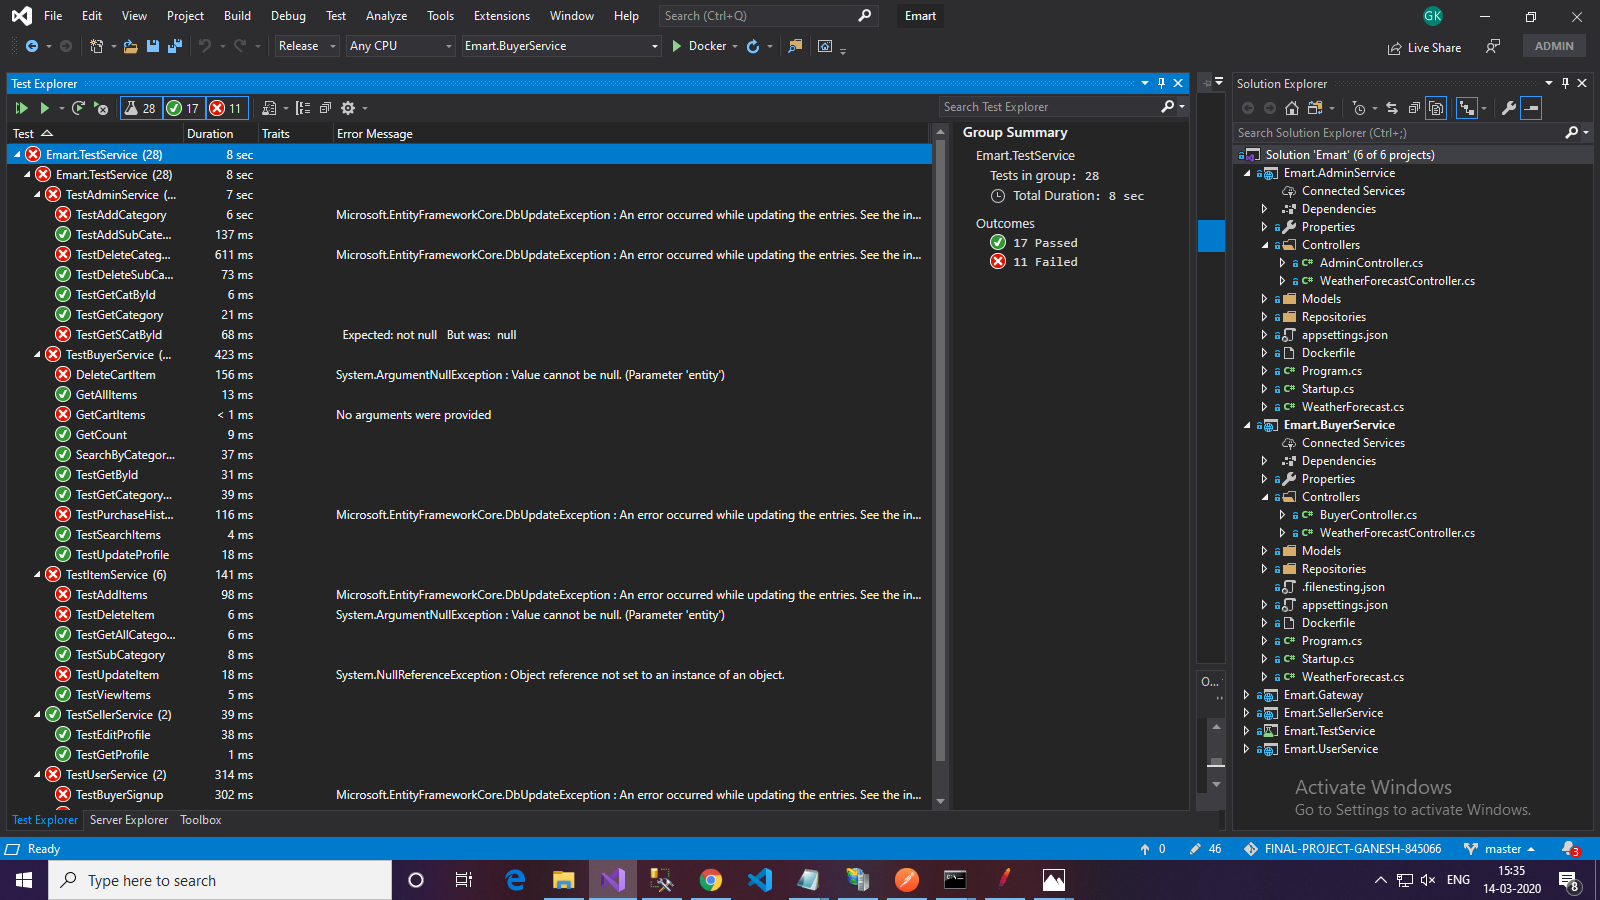 File Edit View Project Build Debug Test Analyze Tools Extensions Window Help Search (Ctrl+Q) Emart GK
Release Any CPU Emart.BuyerService Docker Live Share ADMIN
Test Explorer
28 17 11 Search Test Explorer
Test Duration Traits Error Message
Emart.TestService (28) 8 sec
Emart.TestService (28) 8 sec
TestAdminService (... 7 sec
TestAddCategory 6 sec Microsoft.EntityFrameworkCore.DbUpdateException : An error occurred while updating the entries. See the in...
TestAddSubCate... 137 ms
TestDeleteCateg... 611 ms Microsoft.EntityFrameworkCore.DbUpdateException : An error occurred while updating the entries. See the in...
TestDeleteSubCa... 73 ms
TestGetCatById 6 ms
TestGetCategory 21 ms
TestGetSCatById 68 ms Expected: not null But was: null
TestBuyerService (... 423 ms
DeleteCartItem 156 ms System.ArgumentNullException : Value cannot be null. (Parameter 'entity')
GetAllItems 13 ms
GetCartItems < 1 ms No arguments were provided
GetCount 9 ms
SearchByCategor... 37 ms
TestGetById 31 ms
TestGetCategory... 39 ms
TestPurchaseHist... 116 ms Microsoft.EntityFrameworkCore.DbUpdateException : An error occurred while updating the entries. See the in...
TestSearchItems 4 ms
TestUpdateProfile 18 ms
TestItemService (6) 141 ms
TestAddItems 98 ms Microsoft.EntityFrameworkCore.DbUpdateException : An error occurred while updating the entries. See the in...
TestDeleteItem 6 ms System.ArgumentNullException : Value cannot be null. (Parameter 'entity')
TestGetAllCatego... 6 ms
TestSubCategory 8 ms
TestUpdateItem 18 ms System.NullReferenceException : Object reference not set to an instance of an object.
TestViewItems 5 ms
TestSellerService (2) 39 ms
TestEditProfile 38 ms
TestGetProfile 1 ms
TestUserService (2) 314 ms
TestBuyerSignup 302 ms Microsoft.EntityFrameworkCore.DbUpdateException : An error occurred while updating the entries. See the in...
Group Summary
Emart.TestService
Tests in group: 28
Total Duration: 8 sec
Outcomes
17 Passed
11 Failed
O...
Solution Explorer
Search Solution Explorer (Ctrl+;)
Solution 'Emart' (6 of 6 projects)
Emart.AdminService
Connected Services
Dependencies
Properties
Controllers
C# AdminController.cs
C# WeatherForecastController.cs
Models
Repositories
appsettings.json
Dockerfile
C# Program.cs
C# Startup.cs
C# WeatherForecast.cs
Emart.BuyerService
Connected Services
Dependencies
Properties
Controllers
C# BuyerController.cs
C# WeatherForecastController.cs
Models
Repositories
.filenesting.json
appsettings.json
Dockerfile
C# Program.cs
C# Startup.cs
C# WeatherForecast.cs
Emart.Gateway
Emart.SellerService
Emart.TestService
Emart.UserService
Activate Windows
Go to Settings to activate Windows.
Test Explorer Server Explorer Toolbox
Ready 0 46 FINAL-PROJECT-GANESH-845066 master 3
Type here to search ENG 15:35 14-03-2020 8